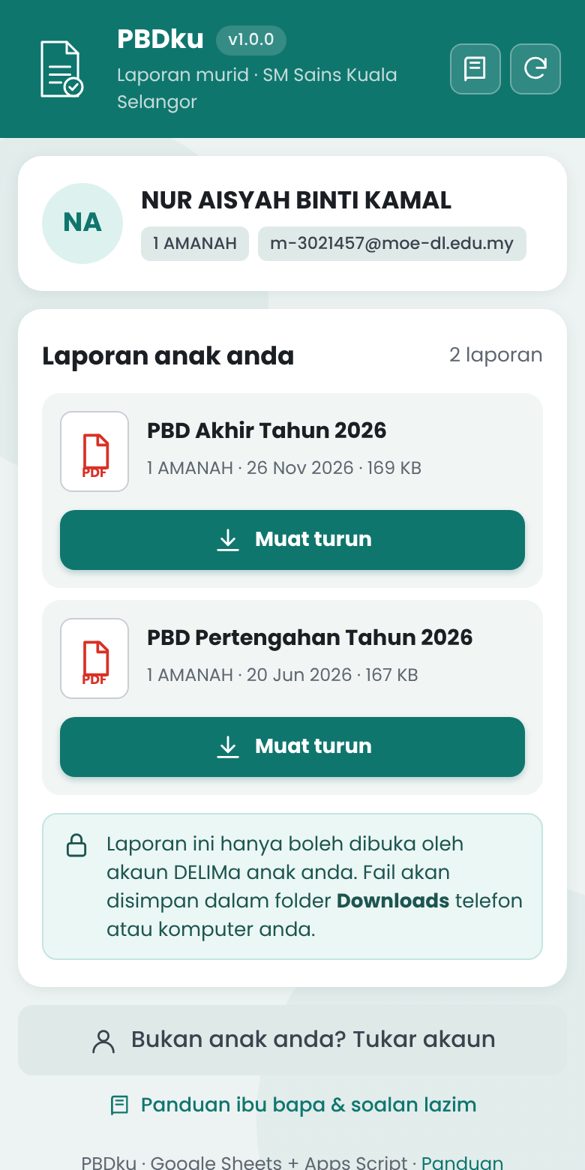 PBDku v1.0.0
Laporan murid · SM Sains Kuala
Selangor
NA
NUR AISYAH BINTI KAMAL
1 AMANAH m-3021457@moe-dl.edu.my
Laporan anak anda 2 laporan
PDF
PBD Akhir Tahun 2026
1 AMANAH · 26 Nov 2026 · 169 KB
Muat turun
PDF
PBD Pertengahan Tahun 2026
1 AMANAH · 20 Jun 2026 · 167 KB
Muat turun
Laporan ini hanya boleh dibuka oleh
akaun DELIMa anak anda. Fail akan
disimpan dalam folder Downloads telefon
atau komputer anda.
Bukan anak anda? Tukar akaun
Panduan ibu bapa & soalan lazim
PBDku · Google Sheets + Apps Script · Panduan